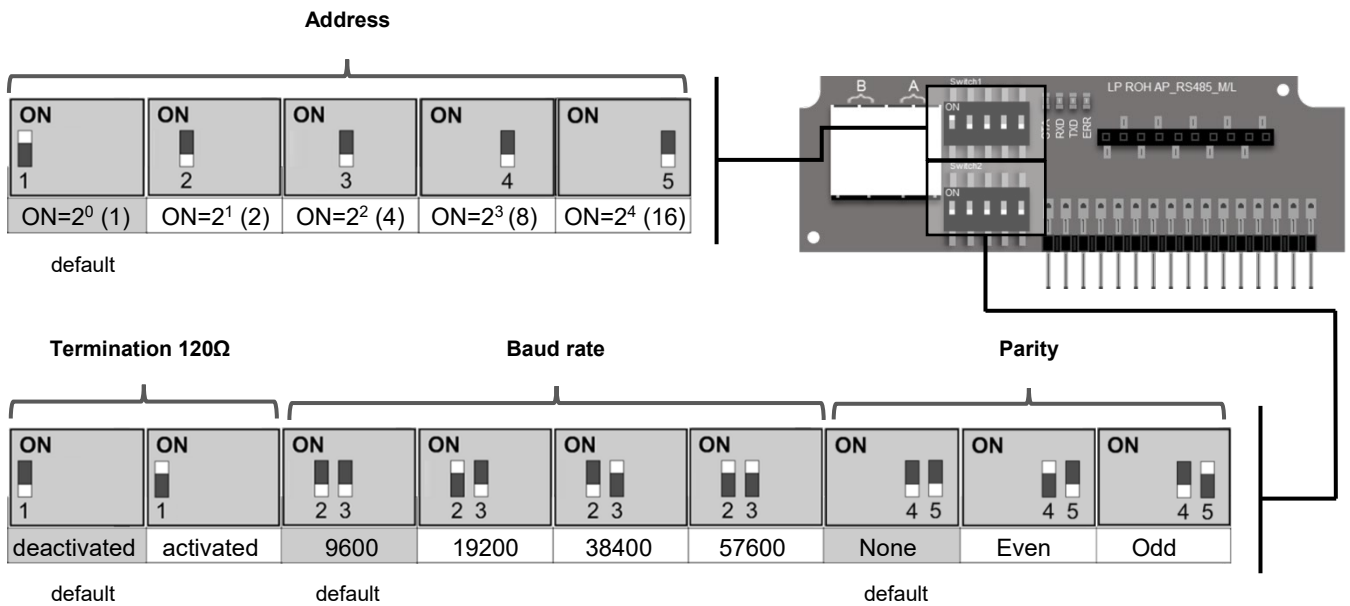 Address
ON ON ON ON ON
1 2 3 4 5
ON=2⁰ (1) ON=2¹ (2) ON=2² (4) ON=2³ (8) ON=2⁴ (16)
default
B A Switch1 LP ROH AP_RS485_M/L
ON
RXD TXD ERR
Switch2
ON
Termination 120Ω Baud rate Parity
ON ON ON ON ON ON ON ON ON
1 1 2 3 2 3 2 3 2 3 4 5 4 5 4 5
deactivated activated 9600 19200 38400 57600 None Even Odd
default default default